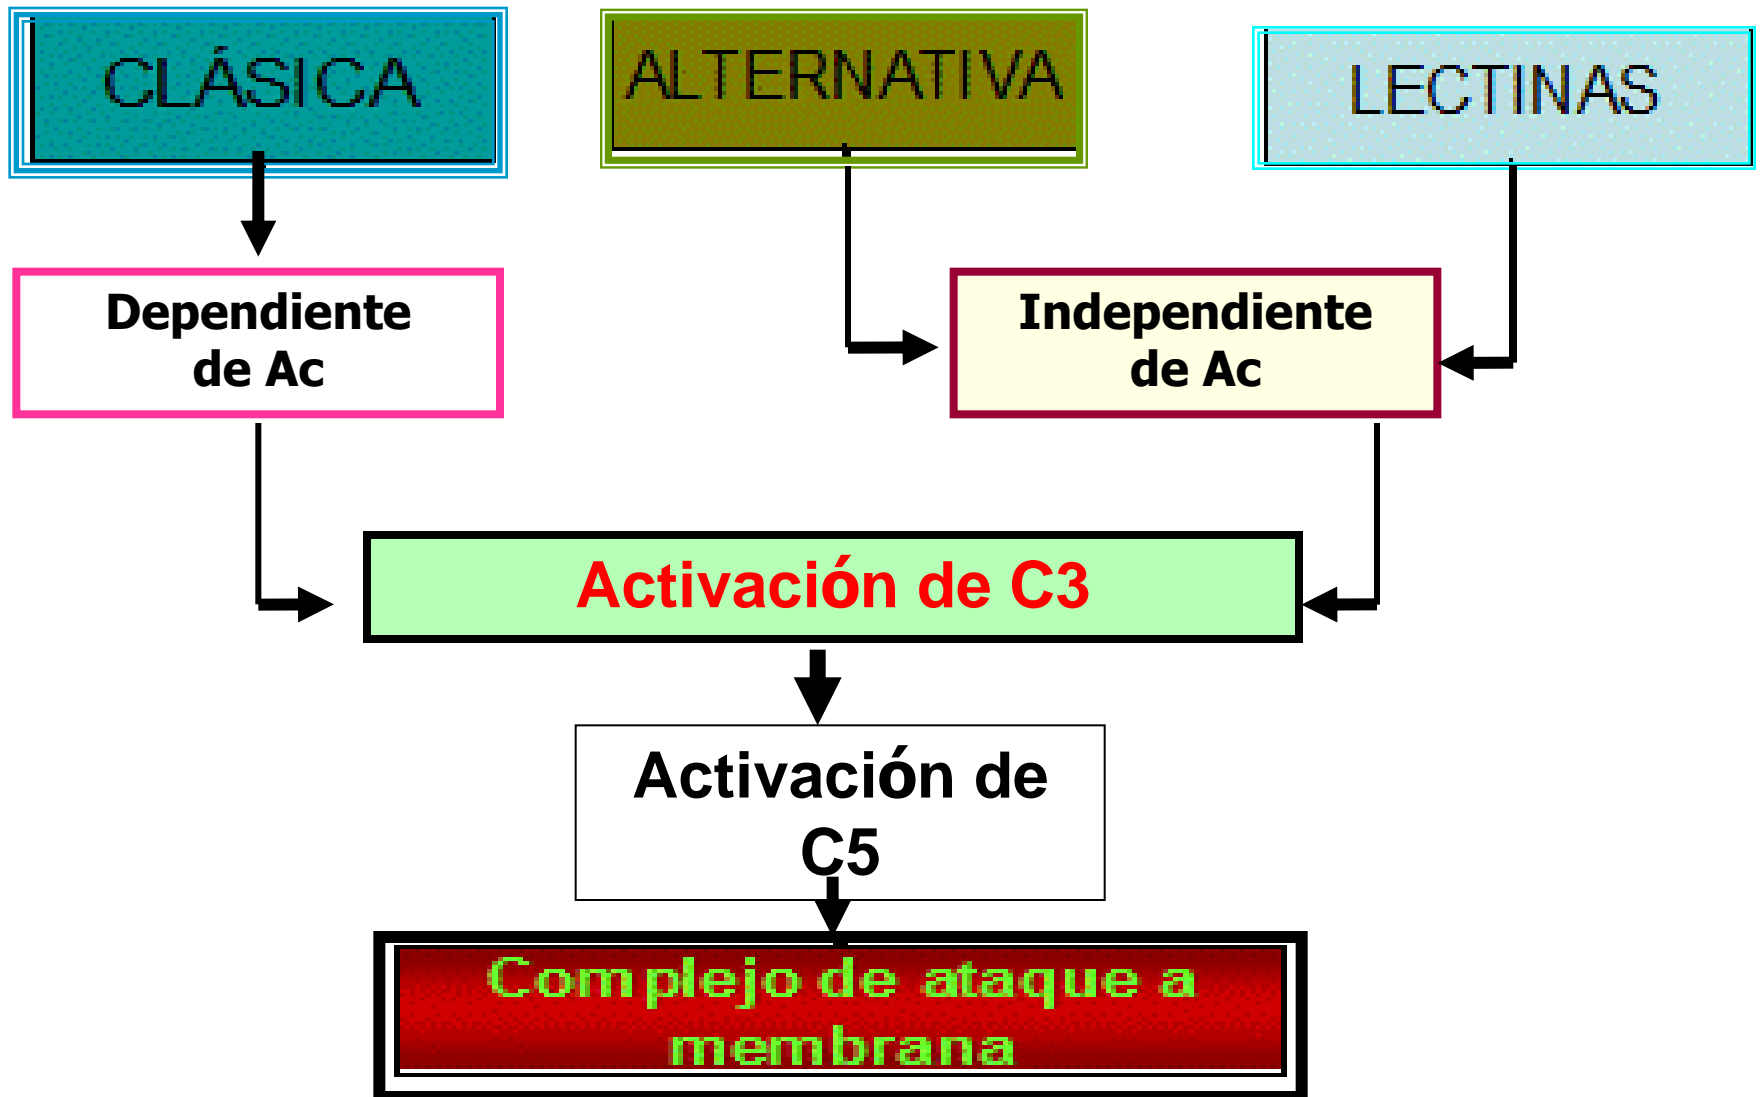 CLÁSICA
ALTERNATIVA
LECTINAS
Dependiente
de Ac
Independiente
de Ac
Activación de C3
Activación de
C5
Complejo de ataque a
membrana